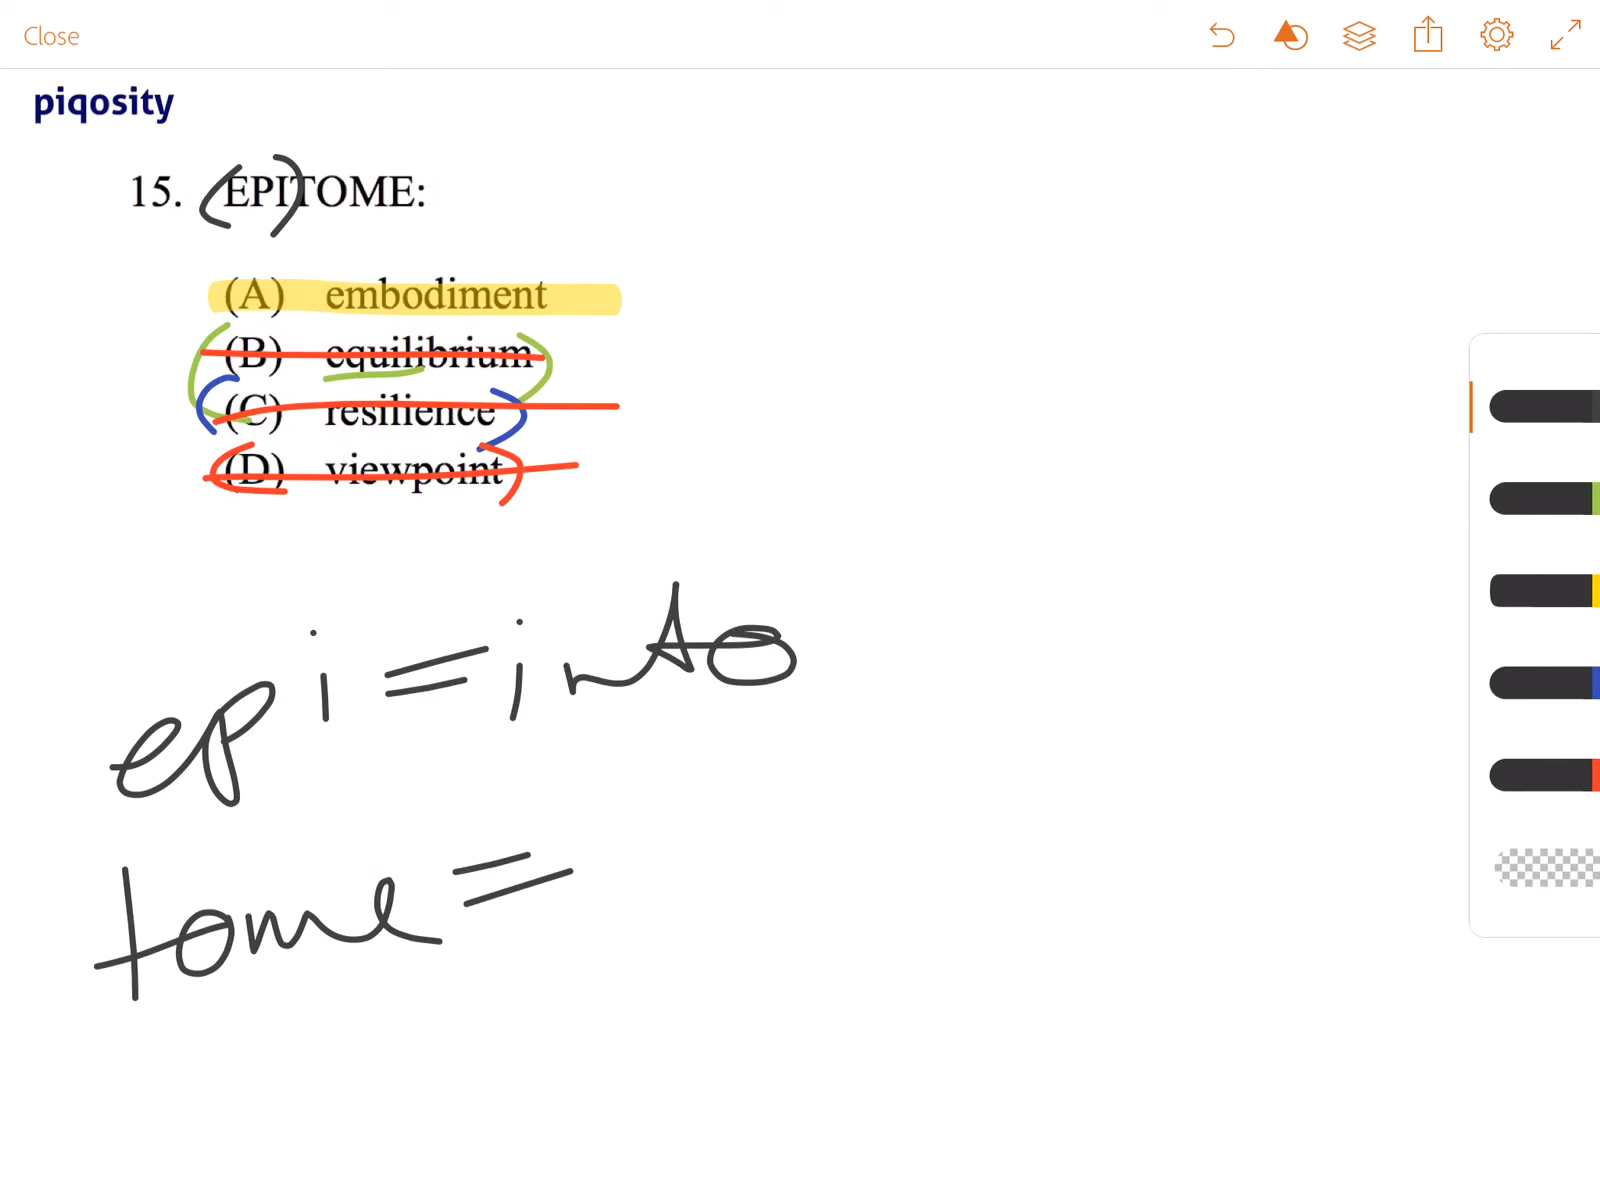 Close
piqosity
15. EPITOME:
(A) embodiment
(B) equilibrium
(C) resilience
(D) viewpoint
epi = into
tome =